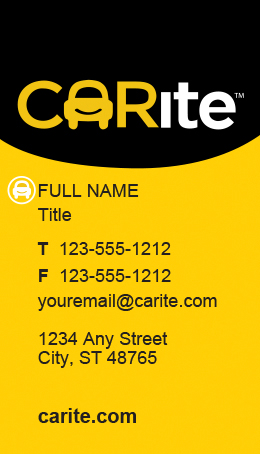 CARite™
FULL NAME
Title
T 123-555-1212
F 123-555-1212
youremail@carite.com
1234 Any Street
City, ST 48765
carite.com